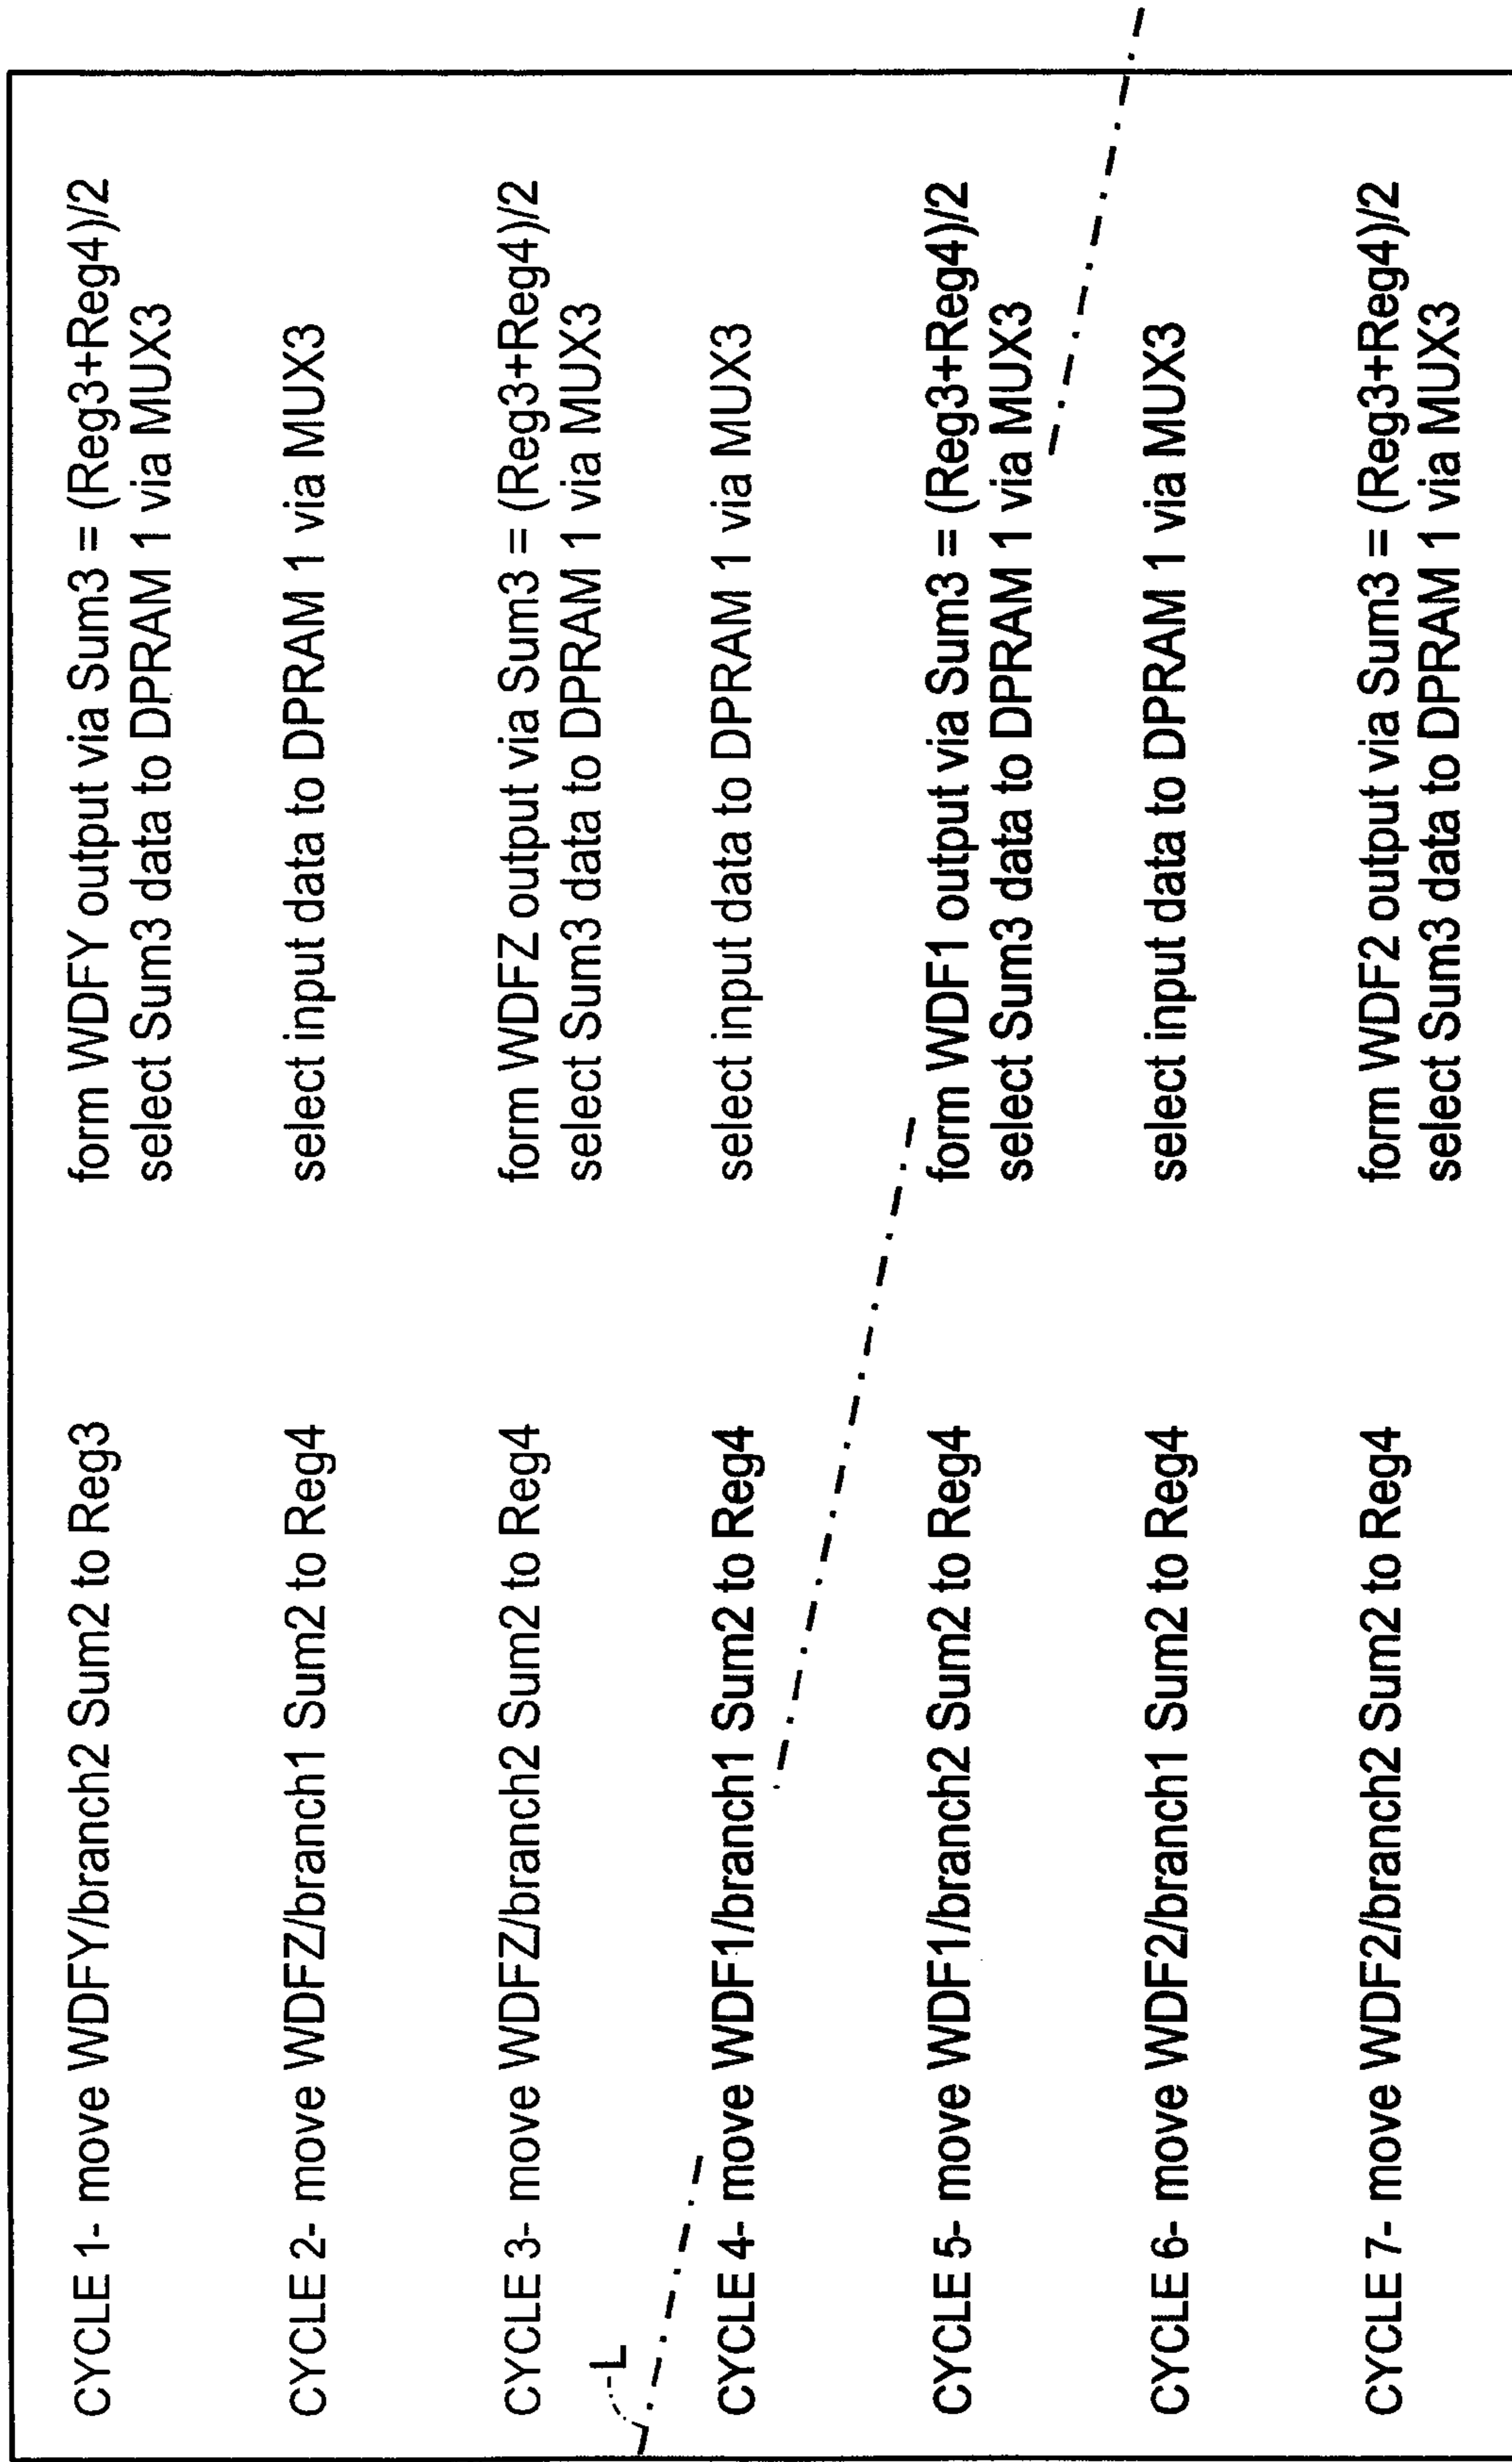 CYCLE 1- move WDFY/branch2 Sum2 to Reg3 form WDFY output via Sum3 = (Reg3+Reg4)/2
select Sum3 data to DPRAM 1 via MUX3
CYCLE 2- move WDFZ/branch1 Sum2 to Reg4 select input data to DPRAM 1 via MUX3
CYCLE 3- move WDFZ/branch2 Sum2 to Reg4 form WDFZ output via Sum3 = (Reg3+Reg4)/2
select Sum3 data to DPRAM 1 via MUX3
L
CYCLE 4- move WDF1/branch1 Sum2 to Reg4 select input data to DPRAM 1 via MUX3
CYCLE 5- move WDF1/branch2 Sum2 to Reg4 form WDF1 output via Sum3 = (Reg3+Reg4)/2
select Sum3 data to DPRAM 1 via MUX3
CYCLE 6- move WDF2/branch1 Sum2 to Reg4 select input data to DPRAM 1 via MUX3
CYCLE 7- move WDF2/branch2 Sum2 to Reg4 form WDF2 output via Sum3 = (Reg3+Reg4)/2
select Sum3 data to DPRAM 1 via MUX3